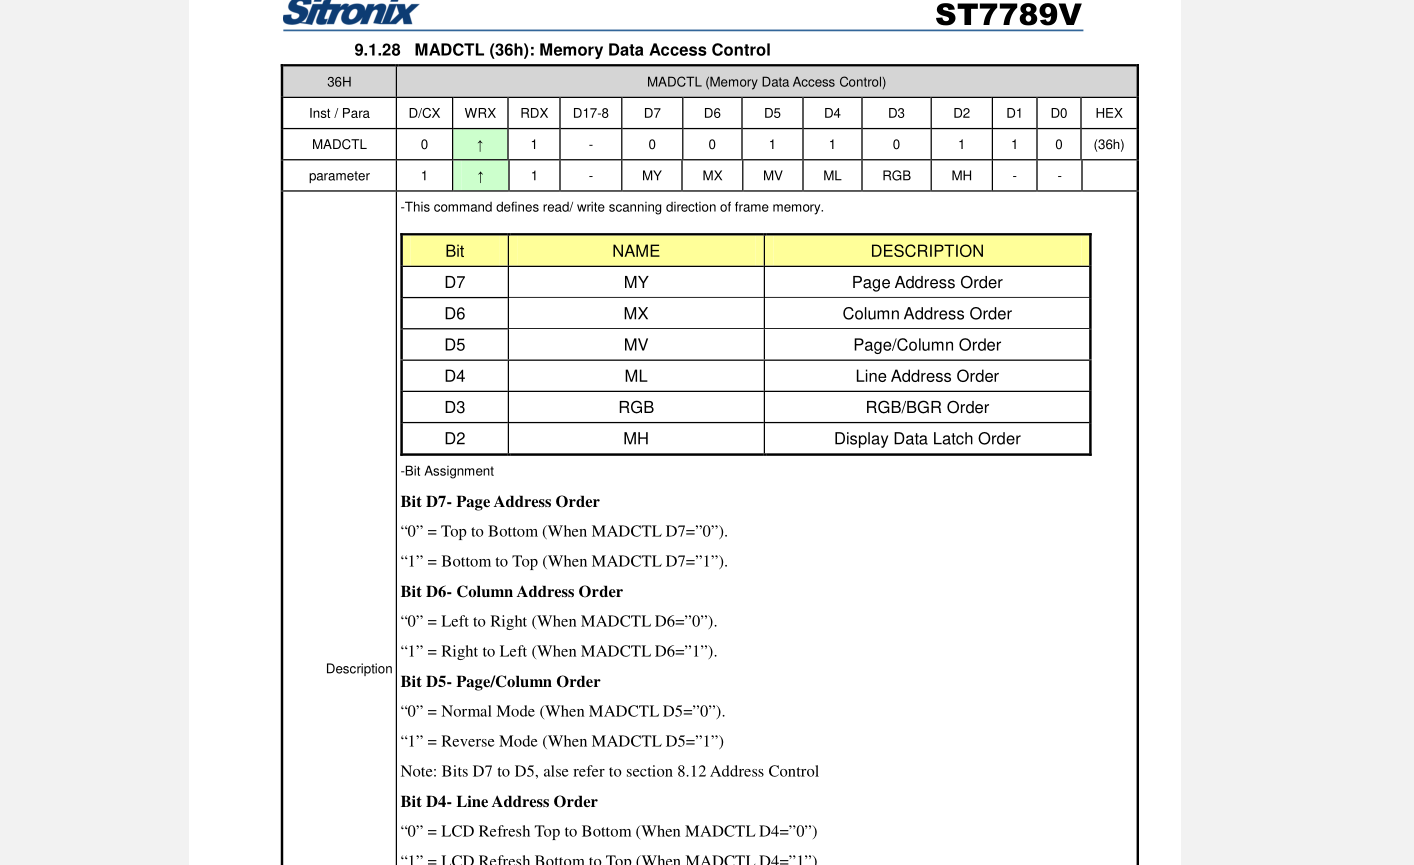 Sitronix ST7789V
9.1.28 MADCTL (36h): Memory Data Access Control
36H MADCTL (Memory Data Access Control)
Inst / Para D/CX WRX RDX D17-8 D7 D6 D5 D4 D3 D2 D1 D0 HEX
MADCTL 0 ↑ 1 - 0 0 1 1 0 1 1 0 (36h)
parameter 1 ↑ 1 - MY MX MV ML RGB MH - -
-This command defines read/ write scanning direction of frame memory.
Bit NAME DESCRIPTION
D7 MY Page Address Order
D6 MX Column Address Order
D5 MV Page/Column Order
D4 ML Line Address Order
D3 RGB RGB/BGR Order
D2 MH Display Data Latch Order
-Bit Assignment
Bit D7- Page Address Order
“0” = Top to Bottom (When MADCTL D7=”0”).
“1” = Bottom to Top (When MADCTL D7=”1”).
Bit D6- Column Address Order
“0” = Left to Right (When MADCTL D6=”0”).
“1” = Right to Left (When MADCTL D6=”1”).
Description
Bit D5- Page/Column Order
“0” = Normal Mode (When MADCTL D5=”0”).
“1” = Reverse Mode (When MADCTL D5=”1”)
Note: Bits D7 to D5, alse refer to section 8.12 Address Control
Bit D4- Line Address Order
“0” = LCD Refresh Top to Bottom (When MADCTL D4=”0”)
“1” = LCD Refresh Bottom to Top (When MADCTL D4=”1”)